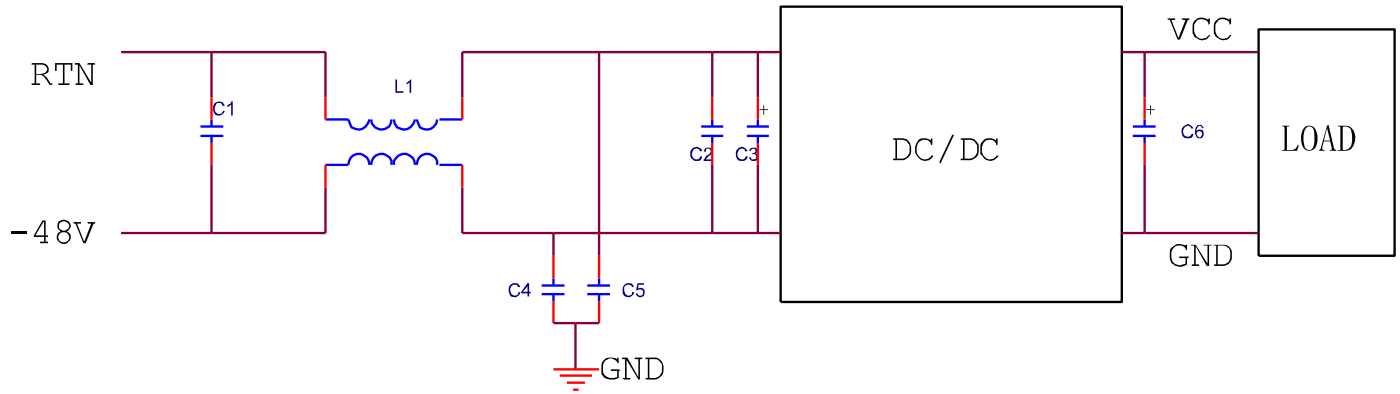 VCC
RTN
L1
C1
+
+
C2
C3
DC/DC
C6
LOAD
-48V
GND
C4
C5
GND